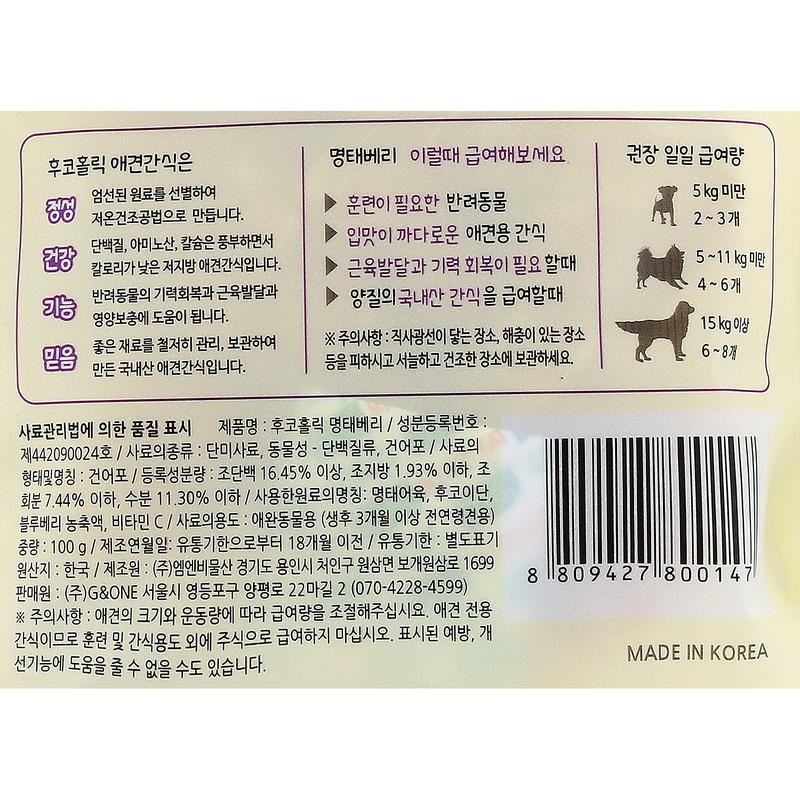 후코홀릭 애견간식은
정성
엄선된 원료를 선별하여
저온건조공법으로 만듭니다.
건강
단백질, 아미노산, 칼슘은 풍부하면서
칼로리가 낮은 저지방 애견간식입니다.
기능
반려동물의 기력회복과 근육발달과
영양보충에 도움이 됩니다.
믿음
좋은 재료를 철저히 관리, 보관하여
만든 국내산 애견간식입니다.
명태베리 이럴때 급여해보세요
▶ 훈련이 필요한 반려동물
▶ 입맛이 까다로운 애견용 간식
▶ 근육발달과 기력 회복이 필요 할때
▶ 양질의 국내산 간식을 급여할때
※ 주의사항 : 직사광선이 닿는 장소, 해충이 있는 장소
등을 피하시고 서늘하고 건조한 장소에 보관하세요.
권장 일일 급여량
5 kg 미만
2 ~ 3 개
5 ~ 11 kg 미만
4 ~ 6 개
15 kg 이상
6 ~ 8개
사료관리법에 의한 품질 표시 제품명 : 후코홀릭 명태베리 / 성분등록번호 :
제442090024호 / 사료의종류 : 단미사료, 동물성 - 단백질류, 건어포 / 사료의
형태및명칭 : 건어포 / 등록성분량 : 조단백 16.45% 이상, 조지방 1.93% 이하, 조
회분 7.44% 이하, 수분 11.30% 이하 / 사용한원료의명칭: 명태어육, 후코이단,
블루베리 농축액, 비타민 C / 사료의용도 : 애완동물용 (생후 3개월 이상 전연령견용)
중량 : 100 g / 제조연월일: 유통기한으로부터 18개월 이전 / 유통기한 : 별도표기
원산지 : 한국 / 제조원 : (주)엠엔비물산 경기도 용인시 처인구 원삼면 보개원삼로 1699
판매원 : (주)G&ONE 서울시 영등포구 양평로 22마길 2 (070-4228-4599)
※ 주의사항 : 애견의 크기와 운동량에 따라 급여량을 조절해주십시요. 애견 전용
간식이므로 훈련 및 간식용도 외에 주식으로 급여하지 마십시오. 표시된 예방, 개
선기능에 도움을 줄 수 없을 수도 있습니다.
8 809427 800147
MADE IN KOREA